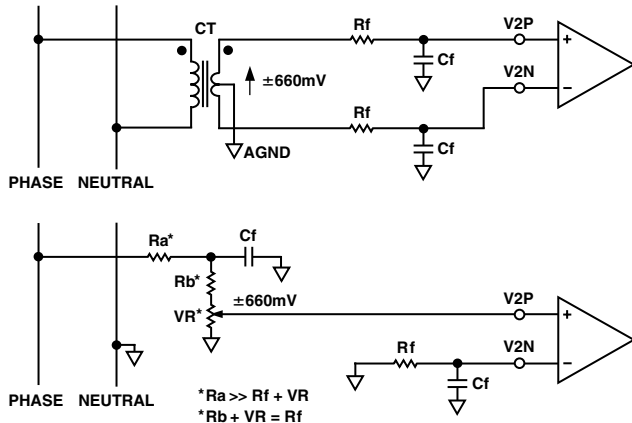 CT
Rf
V2P
Cf
+
±660mV
V2N
Rf
−
Cf
AGND
PHASE NEUTRAL
Ra*
Cf
Rb*
±660mV
VR*
V2P
+
Rf
V2N
−
Cf
*Ra >> Rf + VR
*Rb + VR = Rf
PHASE NEUTRAL